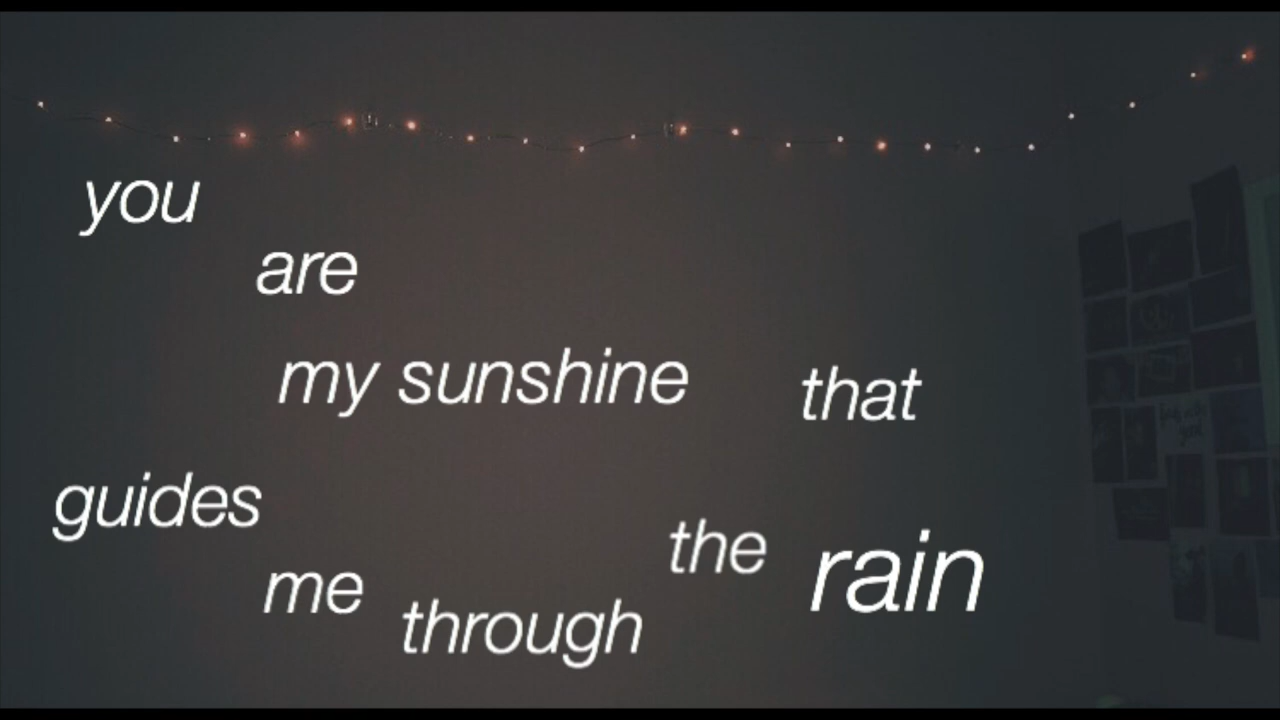 you
are
my sunshine that
guides
me through
the rain